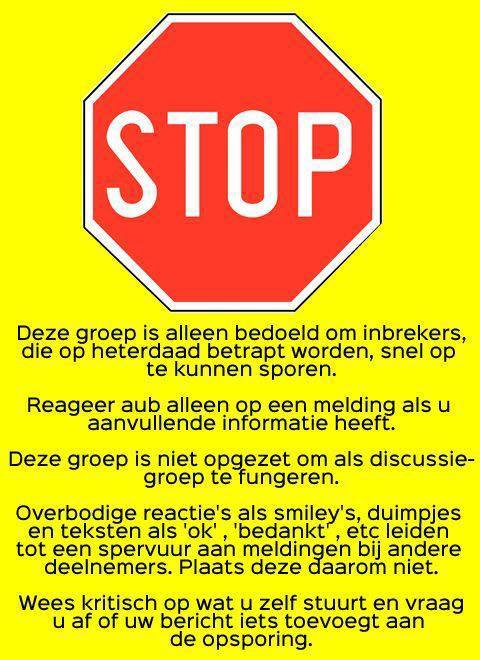 STOP
Deze groep is alleen bedoeld om inbrekers,
die op heterdaad betrapt worden, snel op
te kunnen sporen.
Reageer aub alleen op een melding als u
aanvullende informatie heeft.
Deze groep is niet opgezet om als discussie-
groep te fungeren.
Overbodige reactie's als smiley's, duimpjes
en teksten als 'ok' , 'bedankt' , etc leiden
tot een spervuur aan meldingen bij andere
deelnemers. Plaats deze daarom niet.
Wees kritisch op wat u zelf stuurt en vraag
u af of uw bericht iets toevoegt aan
de opsporing.